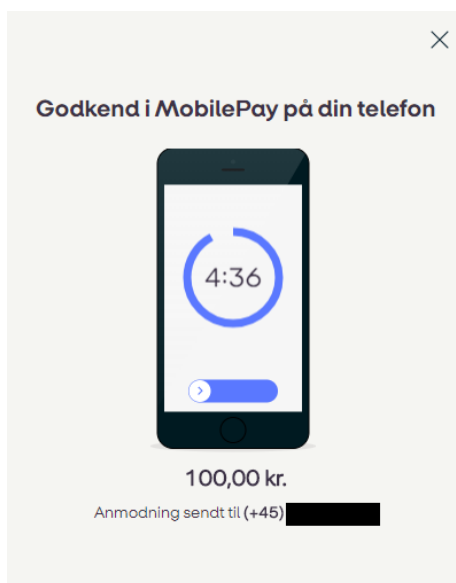 Godkend i MobilePay på din telefon
4:36
100,00 kr.
Anmodning sendt til (+45)